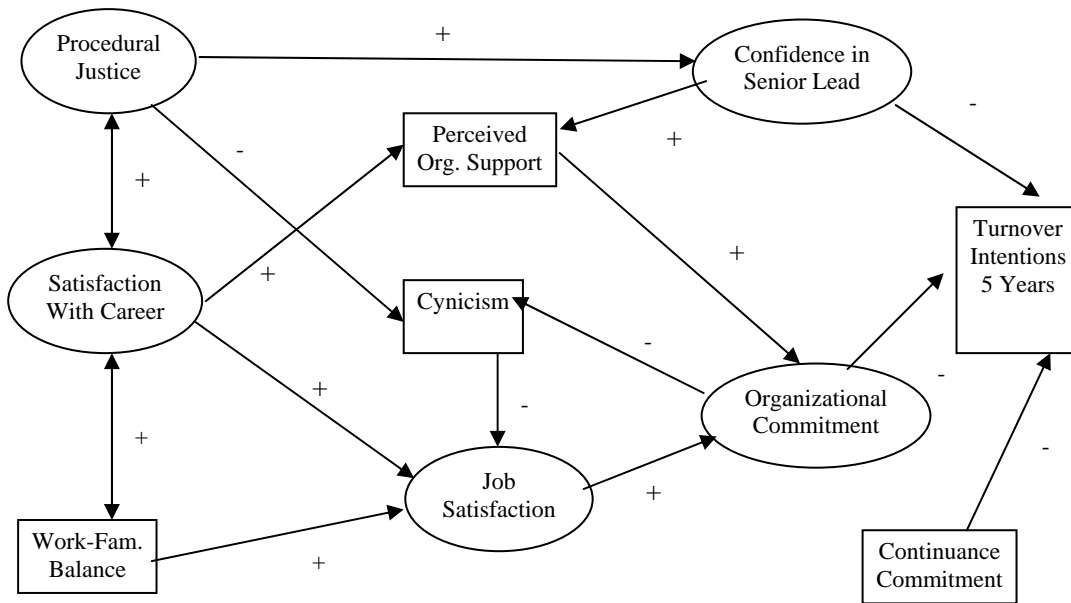 Procedural
Justice
+
Confidence in
Senior Lead
-
Perceived
Org. Support
+
-
+
Turnover
Intentions
5 Years
+
Satisfaction
With Career
+
Cynicism
-
+
-
Organizational
Commitment
-
+
-
Job
Satisfaction
+
Work-Fam.
Balance
+
Continuance
Commitment